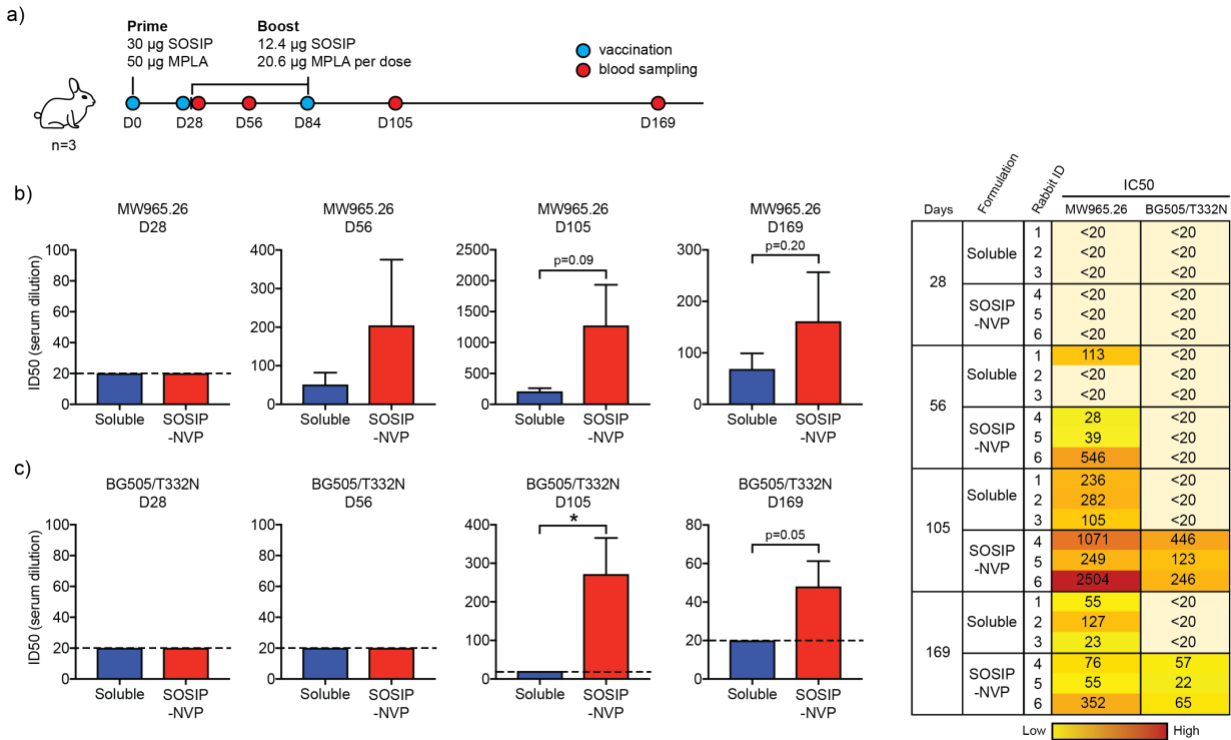 a)
Prime
30 µg SOSIP
50 µg MPLA
Boost
12.4 µg SOSIP
20.6 µg MPLA per dose
vaccination
blood sampling
D0
D28
D56
D84
D105
D169
n=3
b)
MW965.26
D28
ID50 (serum dilution)
100
80
60
40
20
0
Soluble
SOSIP
-NVP
MW965.26
D56
400
300
200
100
0
Soluble
SOSIP
-NVP
MW965.26
D105
2500
2000
1500
1000
500
0
p=0.09
Soluble
SOSIP
-NVP
MW965.26
D169
300
200
100
0
p=0.20
Soluble
SOSIP
-NVP
c)
BG505/T332N
D28
ID50 (serum dilution)
100
80
60
40
20
0
Soluble
SOSIP
-NVP
BG505/T332N
D56
100
80
60
40
20
0
Soluble
SOSIP
-NVP
BG505/T332N
D105
400
300
200
100
0
*
Soluble
SOSIP
-NVP
BG505/T332N
D169
80
60
40
20
0
p=0.05
Soluble
SOSIP
-NVP
IC50
Days Formulation Rabbit ID MW965.26 BG505/T332N
28 Soluble 1 <20 <20
2 <20 <20
3 <20 <20
SOSIP
-NVP
4 <20 <20
5 <20 <20
6 <20 <20
56 Soluble 1 113 <20
2 <20 <20
3 <20 <20
SOSIP
-NVP
4 28 <20
5 39 <20
6 546 <20
105 Soluble 1 236 <20
2 282 <20
3 105 <20
SOSIP
-NVP
4 1071 446
5 249 123
6 2504 246
169 Soluble 1 55 <20
2 127 <20
3 23 <20
SOSIP
-NVP
4 76 57
5 55 22
6 352 65
Low High